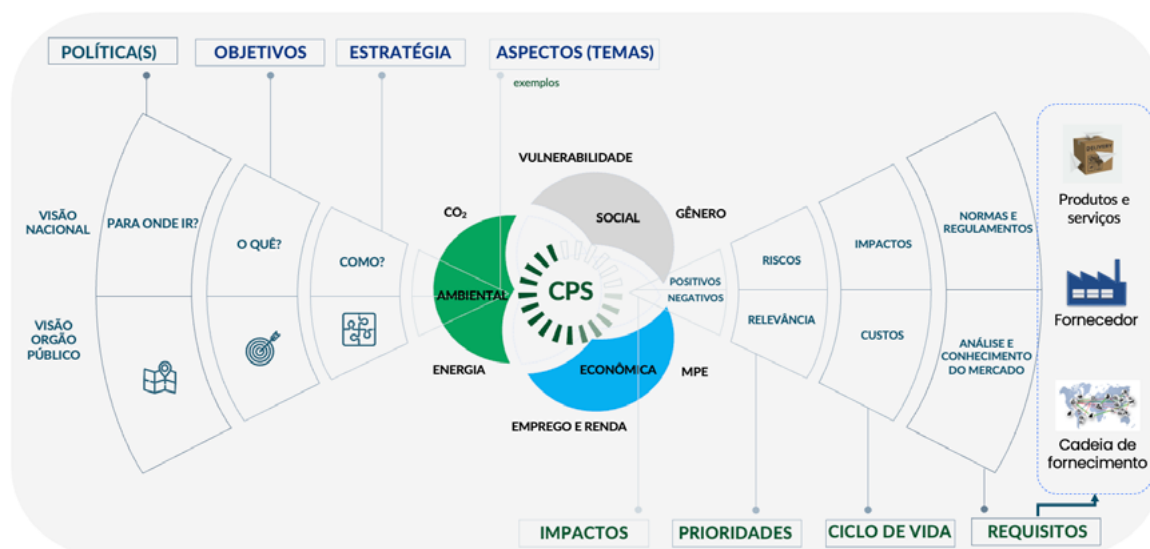 POLÍTICA(S)
OBJETIVOS
ESTRATÉGIA
ASPECTOS (TEMAS)
exemplos
VISÃO
NACIONAL
VISÃO
ORGÃO
PÚBLICO
PARA ONDE IR?
O QUÊ?
COMO?
VULNERABILIDADE
CO₂
SOCIAL
GÊNERO
AMBIENTAL
CPS
ENERGIA
ECONÔMICA
MPE
EMPREGO E RENDA
POSITIVOS
NEGATIVOS
RISCOS
RELEVÂNCIA
IMPACTOS
CUSTOS
NORMAS E
REGULAMENTOS
ANÁLISE E
CONHECIMENTO
DO MERCADO
Produtos e
serviços
Fornecedor
Cadeia de
fornecimento
IMPACTOS
PRIORIDADES
CICLO DE VIDA
REQUISITOS